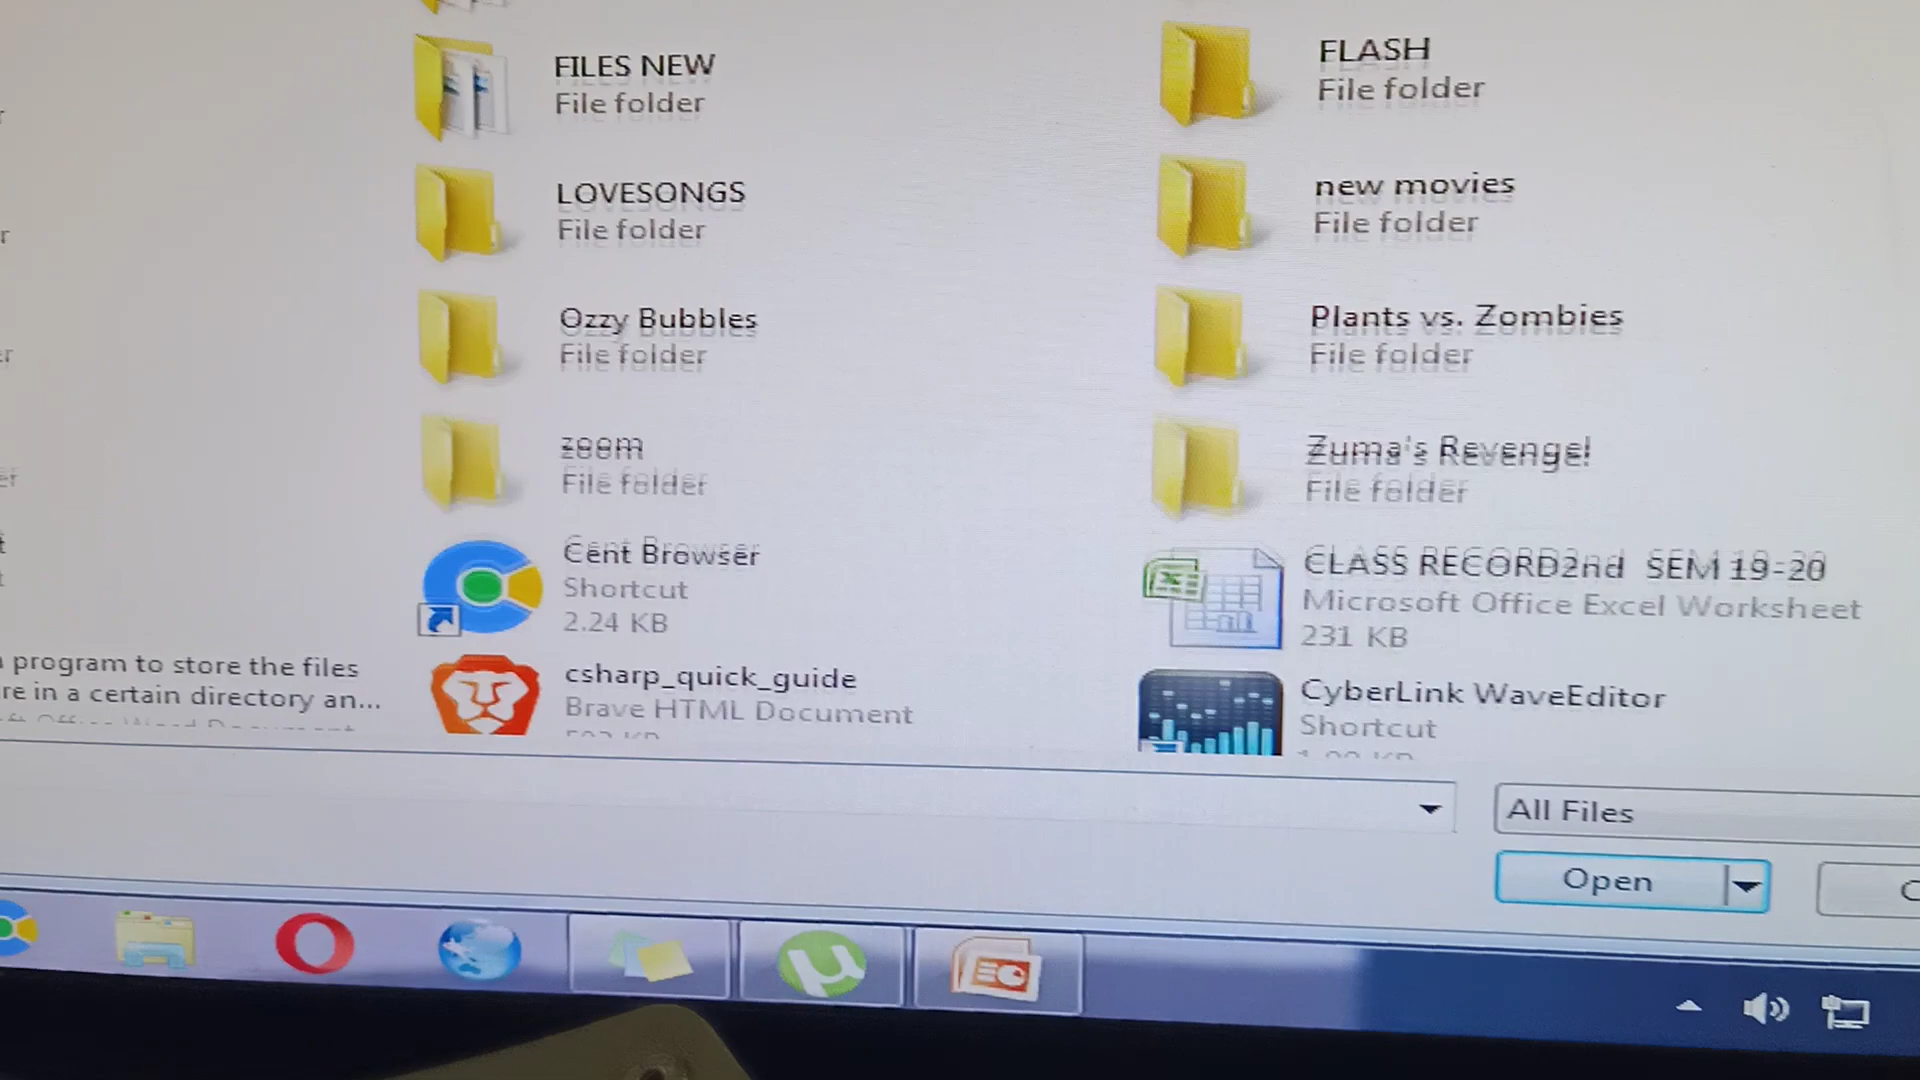 FILES NEW
File folder
FLASH
File folder
LOVESONGS
File folder
new movies
File folder
Ozzy Bubbles
File folder
Plants vs. Zombies
File folder
zoom
File folder
Zuma's Revenge!
File folder
Cent Browser
Shortcut
2.24 KB
CLASS RECORD2nd SEM 19-20
Microsoft Office Excel Worksheet
231 KB
program to store the files
re in a certain directory an...
csharp_quick_guide
Brave HTML Document
CyberLink WaveEditor
Shortcut
All Files
Open